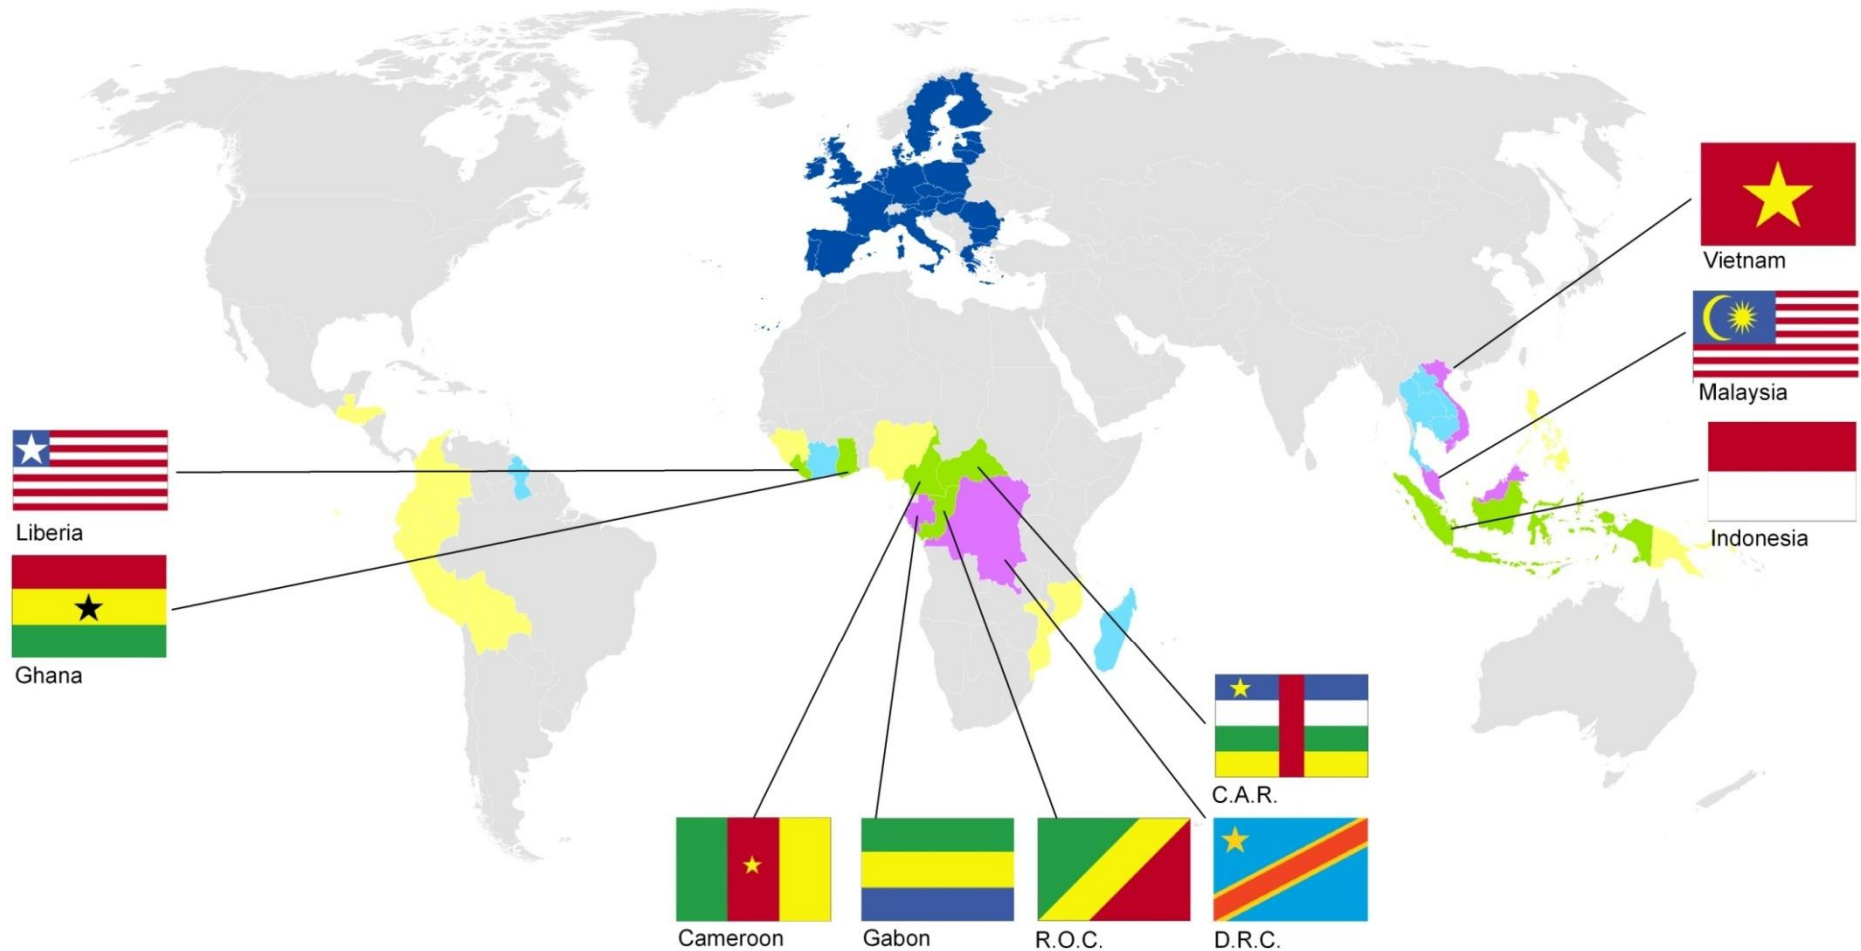 Vietnam
Malaysia
Liberia
Indonesia
Ghana
C.A.R.
Cameroon
Gabon
R.O.C.
D.R.C.